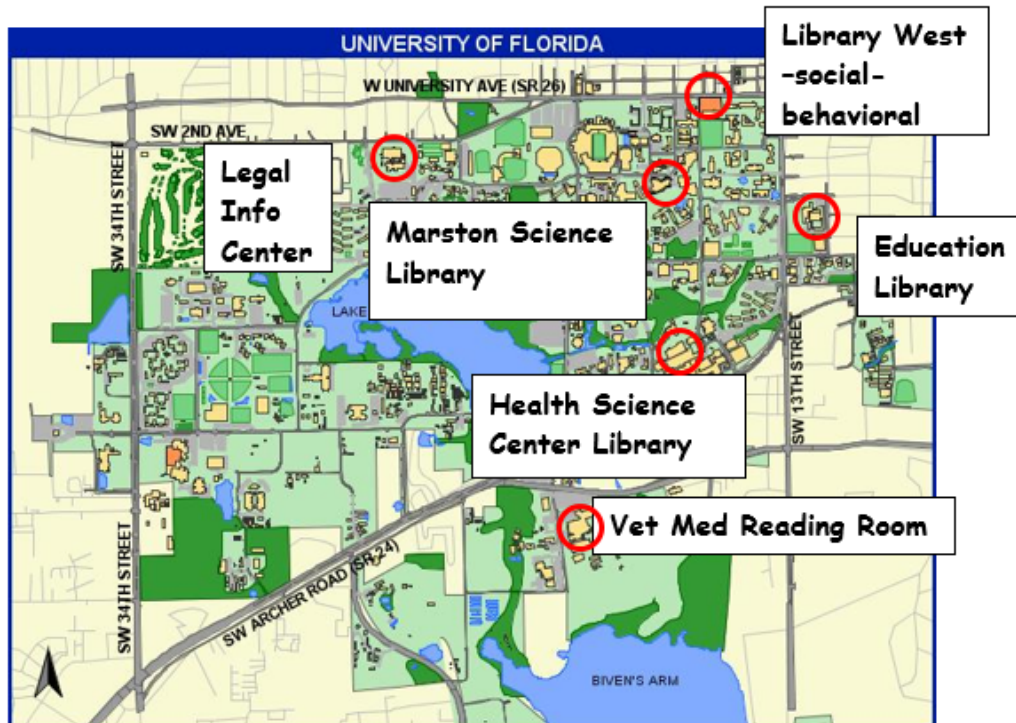 UNIVERSITY OF FLORIDA
Library West
-social-
behavioral
W UNIVERSITY AVE (SR 26)
SW 2ND AVE
Legal
Info
Center
Marston Science
Library
Education
Library
SW 34TH STREET
LAKE
SW 13TH STREET
Health Science
Center Library
Vet Med Reading Room
SW 34TH STREET
SW ARCHER ROAD (SR 24)
BIVEN'S ARM